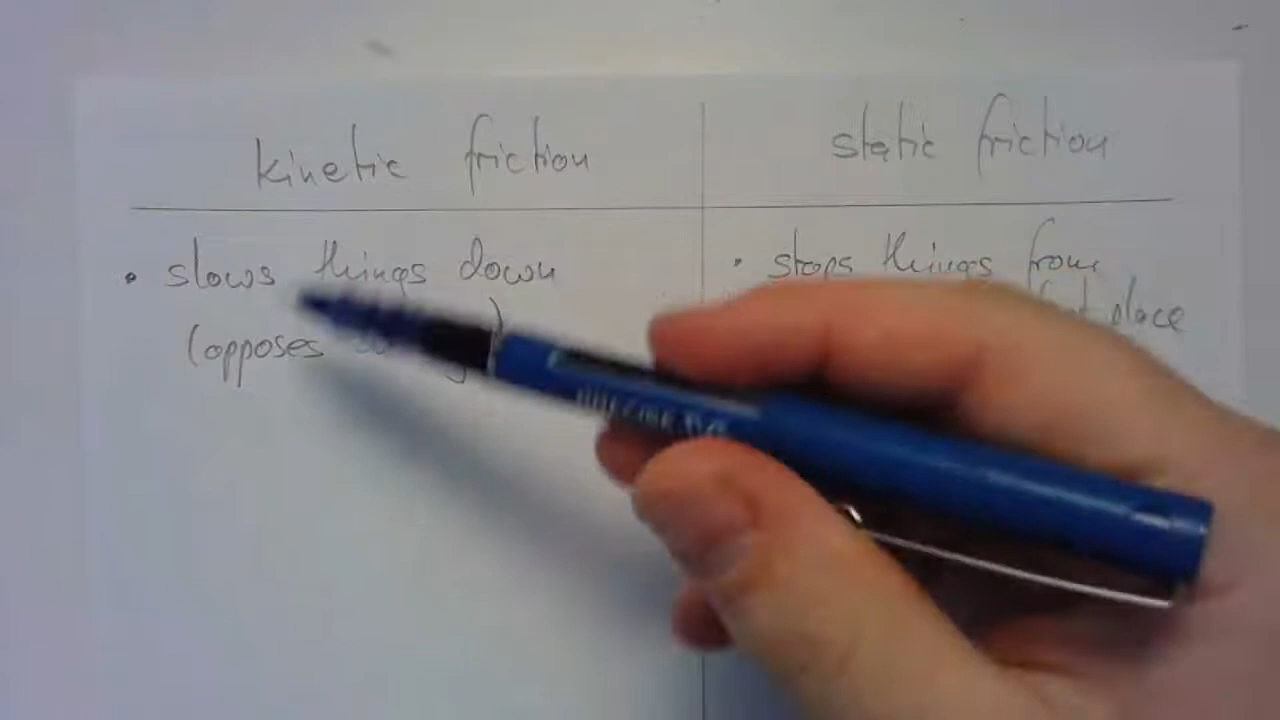 kinetic friction
static friction
• slows things down
(opposes
• stops things from
place